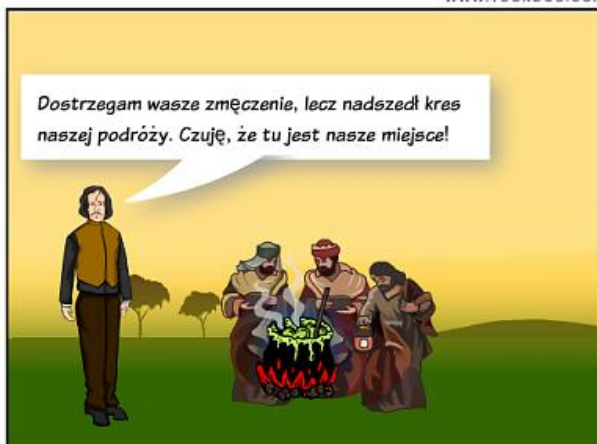 Dostrzegam wasze zmęczenie, lecz nadszedł kres
naszej podróży. Czuję, że tu jest nasze miejsce!